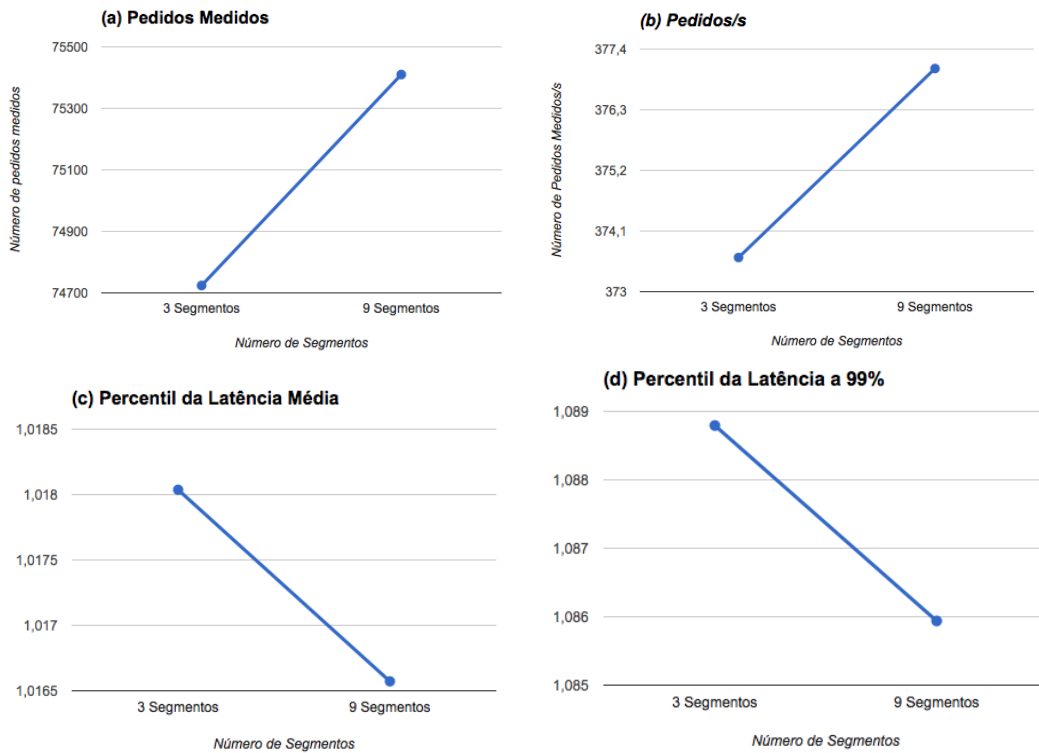 (a) Pedidos Medidos
75500
75300
75100
74900
74700
Número de pedidos medidos
3 Segmentos
9 Segmentos
Número de Segmentos
(b) Pedidos/s
377,4
376,3
375,2
374,1
373
Número de Pedidos Medidos/s
3 Segmentos
9 Segmentos
Número de Segmentos
(c) Percentil da Latência Média
1,0185
1,018
1,0175
1,017
1,0165
3 Segmentos
9 Segmentos
Número de Segmentos
(d) Percentil da Latência a 99%
1,089
1,088
1,087
1,086
1,085
3 Segmentos
9 Segmentos
Número de Segmentos